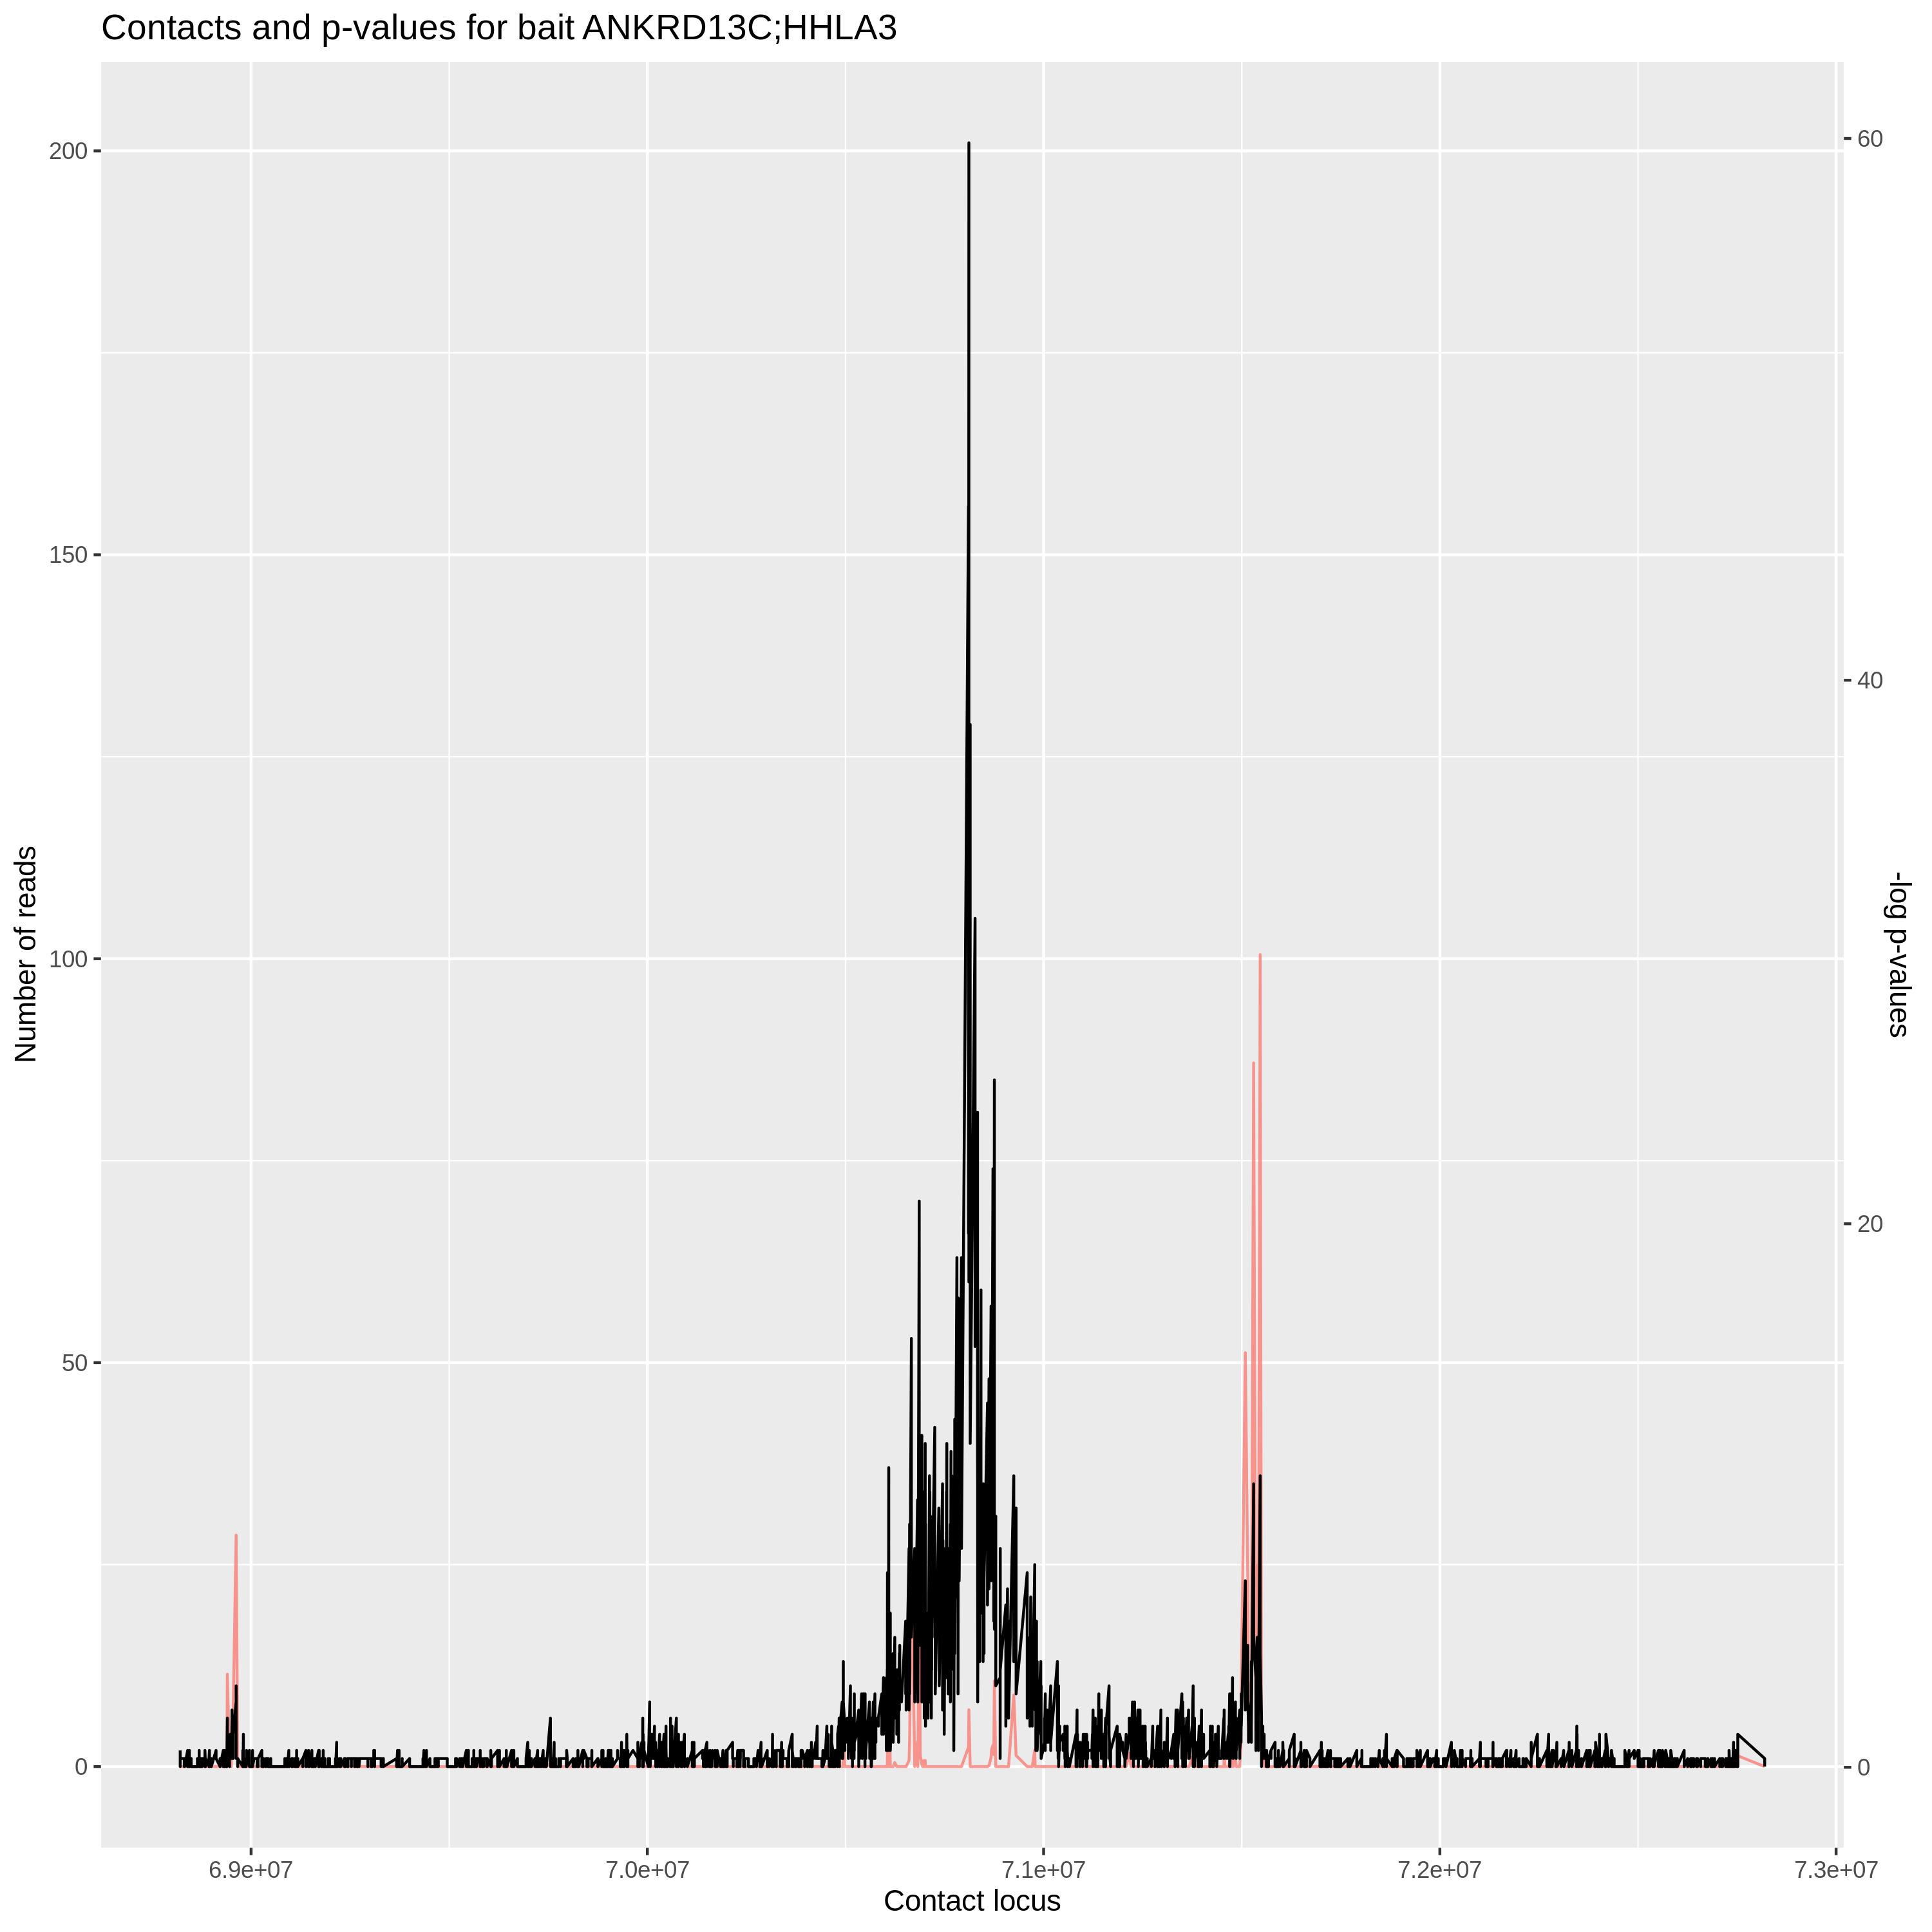 Contacts and p-values for bait ANKRD13C;HHLA3
200
150
100
50
0
Number of reads
60
40
20
0
-log p-values
6.9e+07
7.0e+07
7.1e+07
7.2e+07
7.3e+07
Contact locus